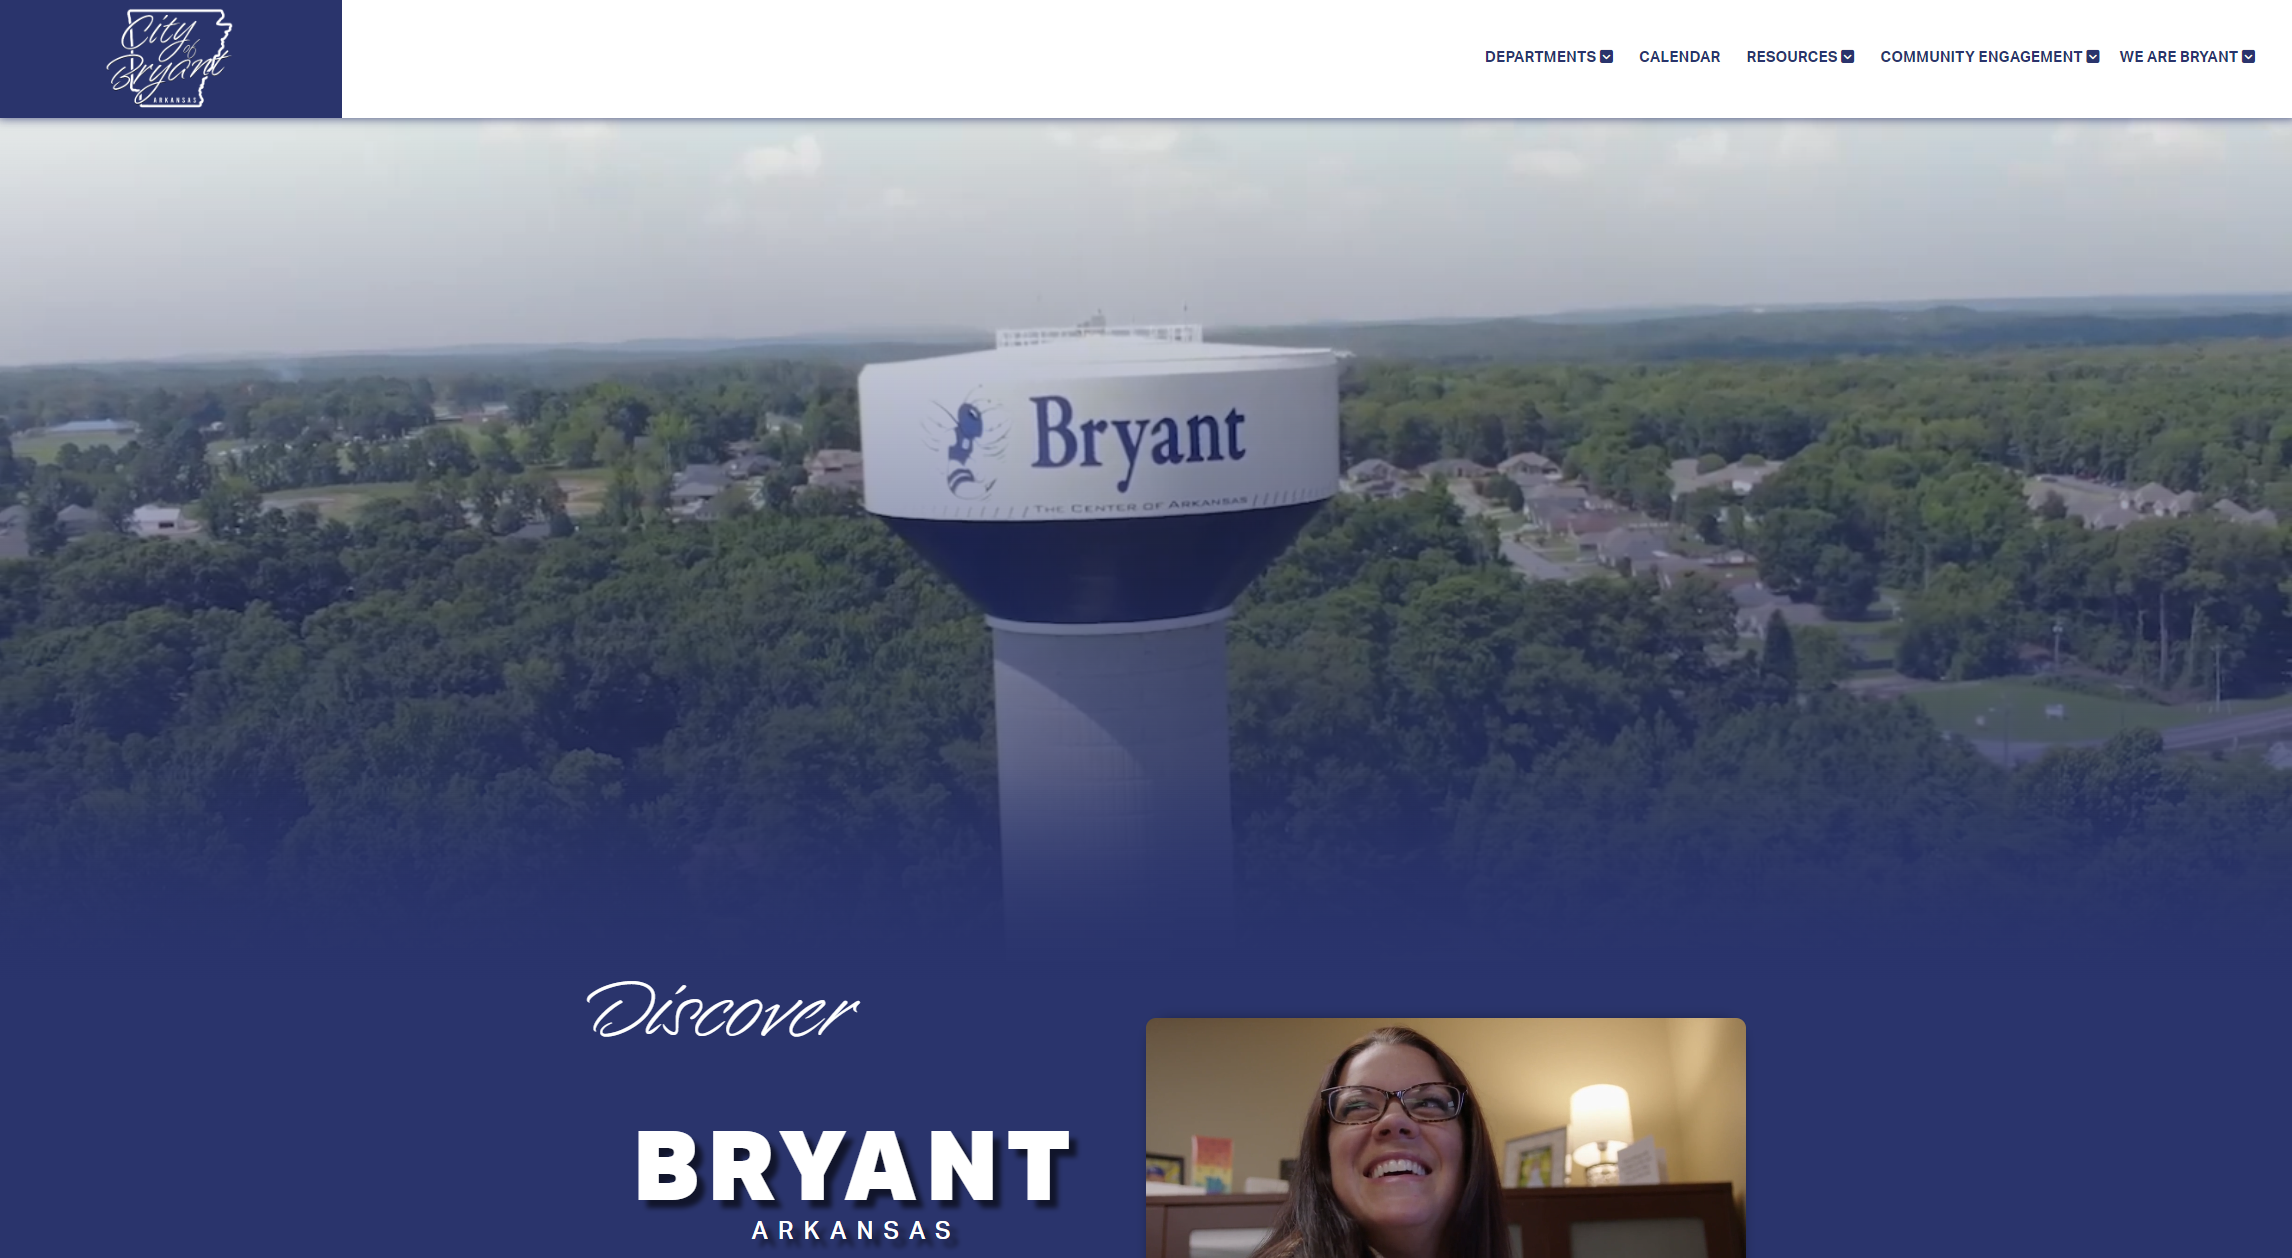 City
of
Bryant
ARKANSAS
DEPARTMENTS CALENDAR RESOURCES COMMUNITY ENGAGEMENT WE ARE BRYANT
Bryant
THE CENTER OF ARKANSAS
Discover
BRYANT
ARKANSAS